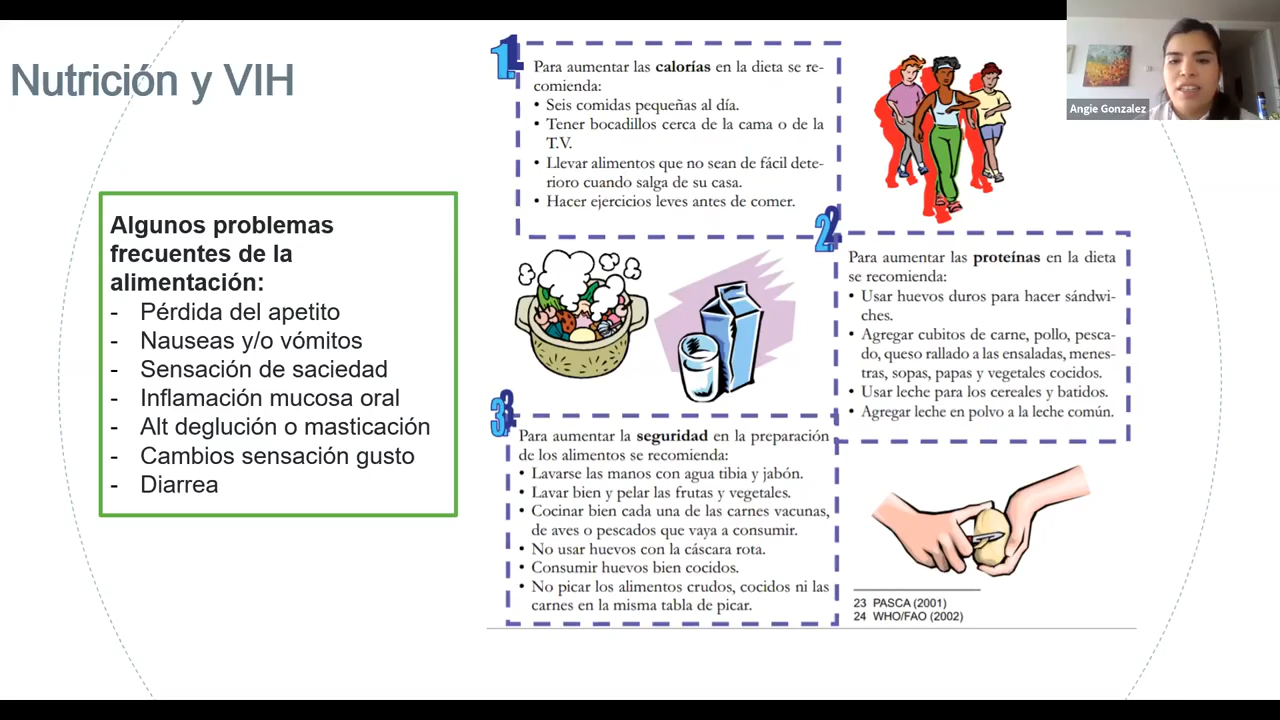 Nutrición y VIH
Algunos problemas
frecuentes de la
alimentación:
- Pérdida del apetito
- Nauseas y/o vómitos
- Sensación de saciedad
- Inflamación mucosa oral
- Alt deglución o masticación
- Cambios sensación gusto
- Diarrea
1.
Para aumentar las calorías en la dieta se re-
comienda:
• Seis comidas pequeñas al día.
• Tener bocadillos cerca de la cama o de la
T.V.
• Llevar alimentos que no sean de fácil dete-
rioro cuando salga de su casa.
• Hacer ejercicios leves antes de comer.
2.
Para aumentar las proteínas en la dieta
se recomienda:
• Usar huevos duros para hacer sándwi-
ches.
• Agregar cubitos de carne, pollo, pesca-
do, queso rallado a las ensaladas, menes-
tras, sopas, papas y vegetales cocidos.
• Usar leche para los cereales y batidos.
• Agregar leche en polvo a la leche común.
3.
Para aumentar la seguridad en la preparación
de los alimentos se recomienda:
• Lavarse las manos con agua tibia y jabón.
• Lavar bien y pelar las frutas y vegetales.
• Cocinar bien cada una de las carnes vacunas,
de aves o pescados que vaya a consumir.
• No usar huevos con la cáscara rota.
• Consumir huevos bien cocidos.
• No picar los alimentos crudos, cocidos ni las
carnes en la misma tabla de picar.
23 PASCA (2001)
24 WHO/FAO (2002)
Angie Gonzalez